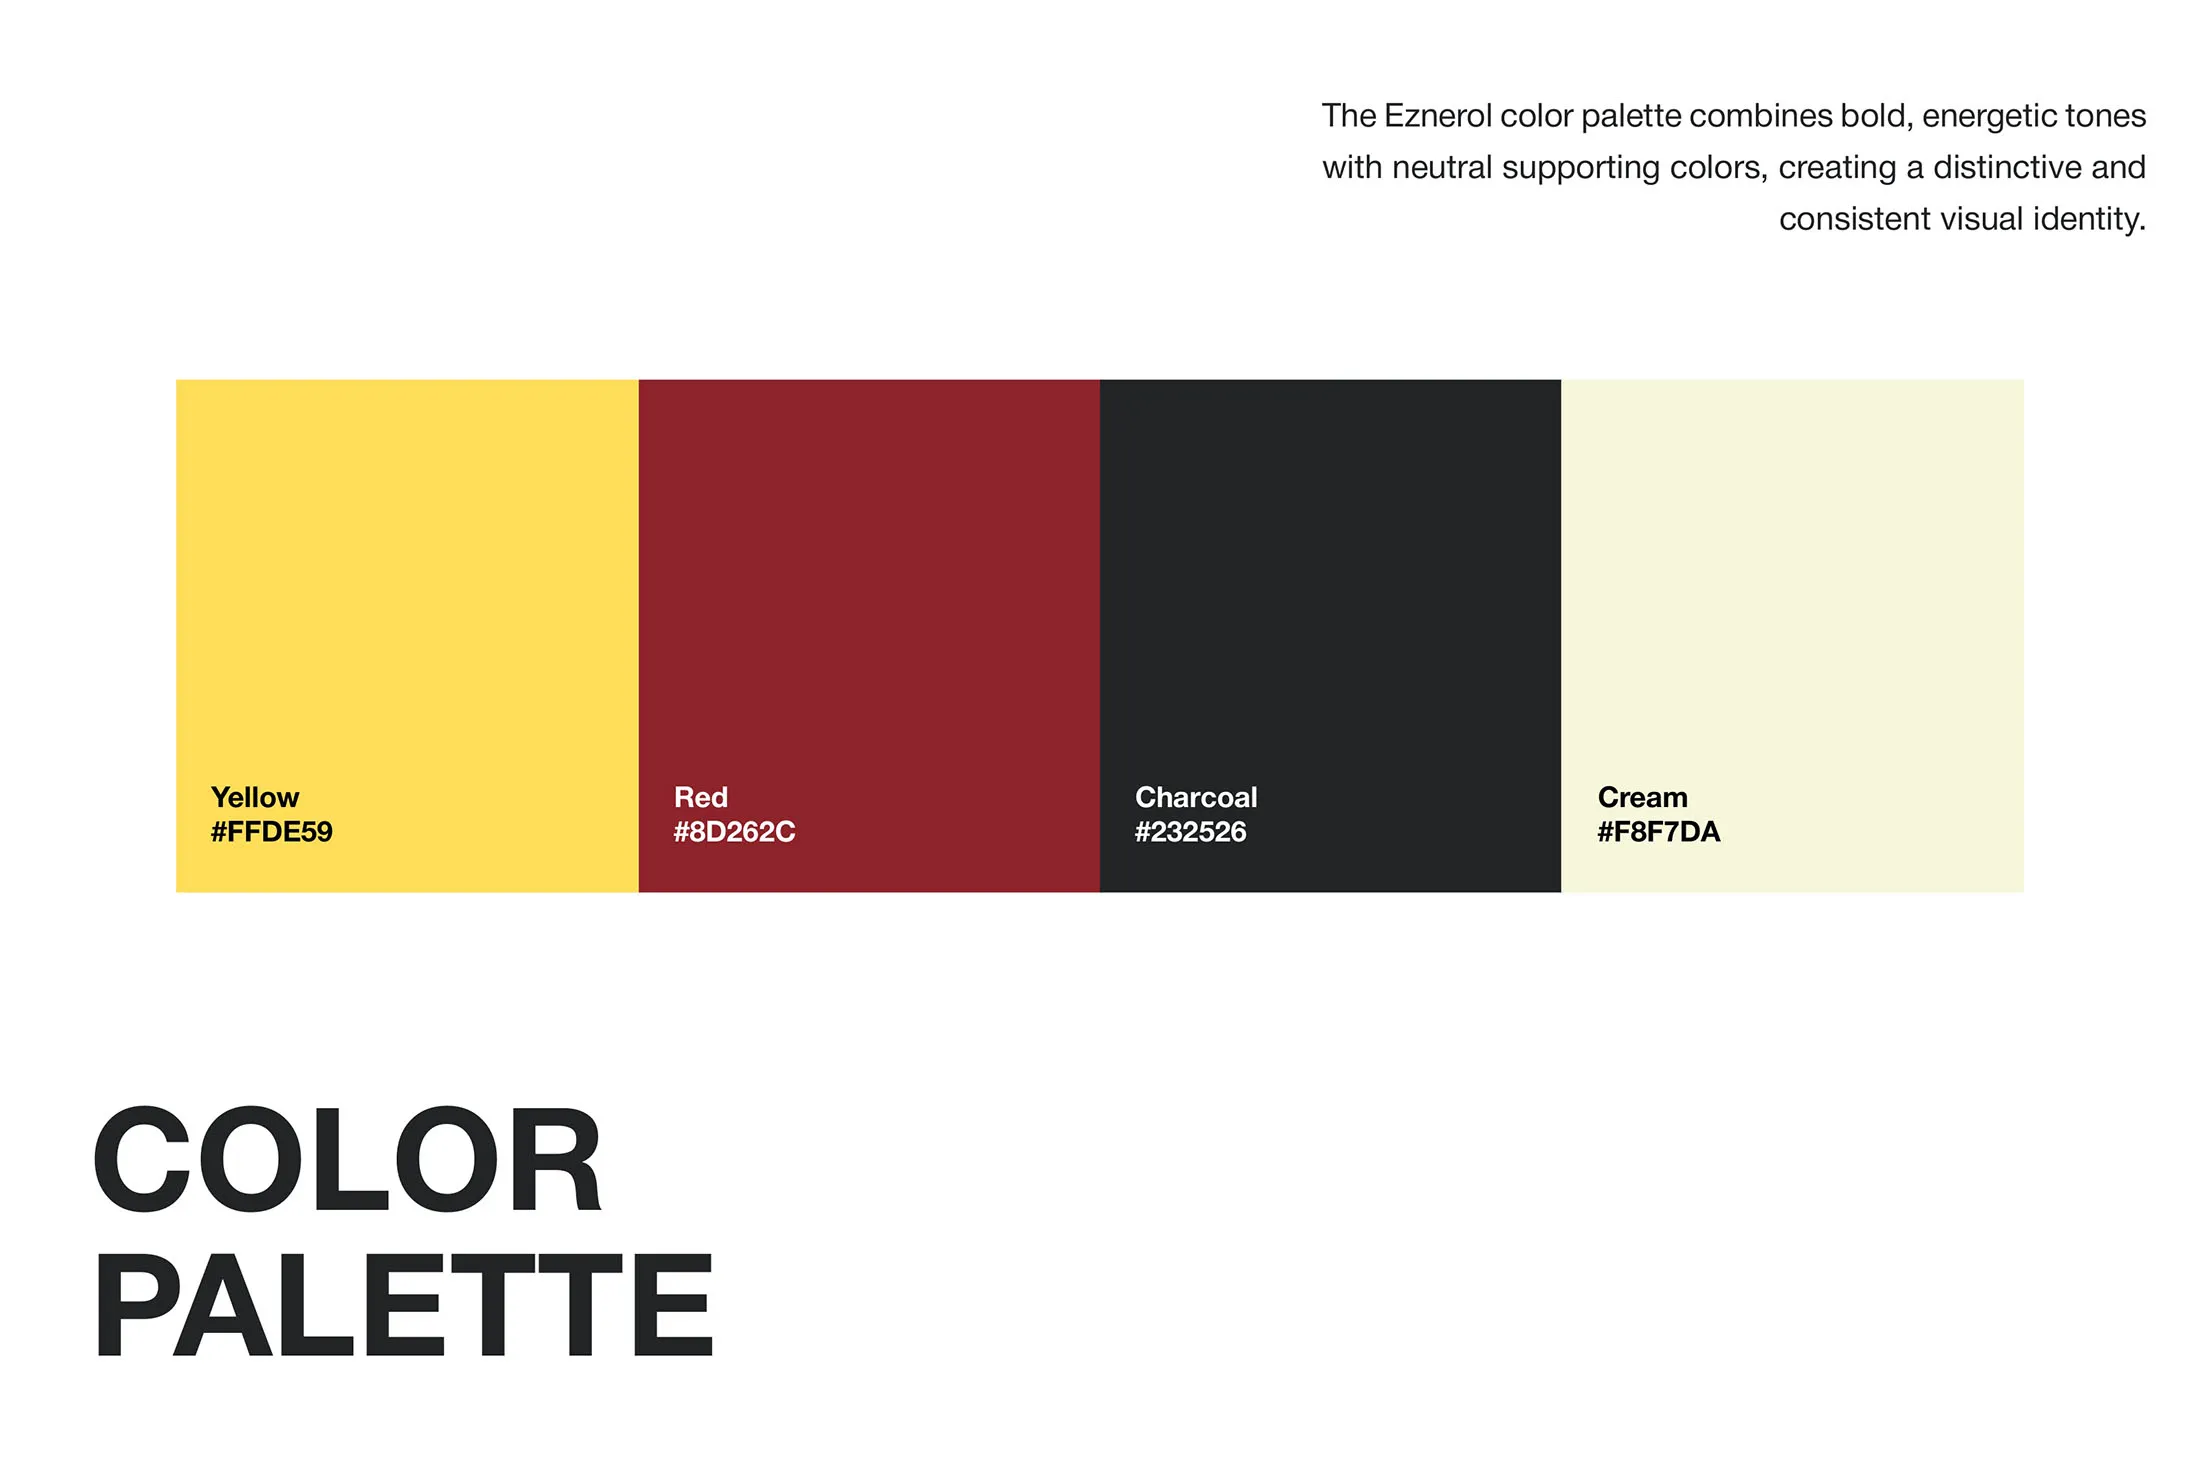 The Eznerol color palette combines bold, energetic tones
with neutral supporting colors, creating a distinctive and
consistent visual identity.
Yellow
#FFDE59
Red
#8D262C
Charcoal
#232526
Cream
#F8F7DA
COLOR
PALETTE